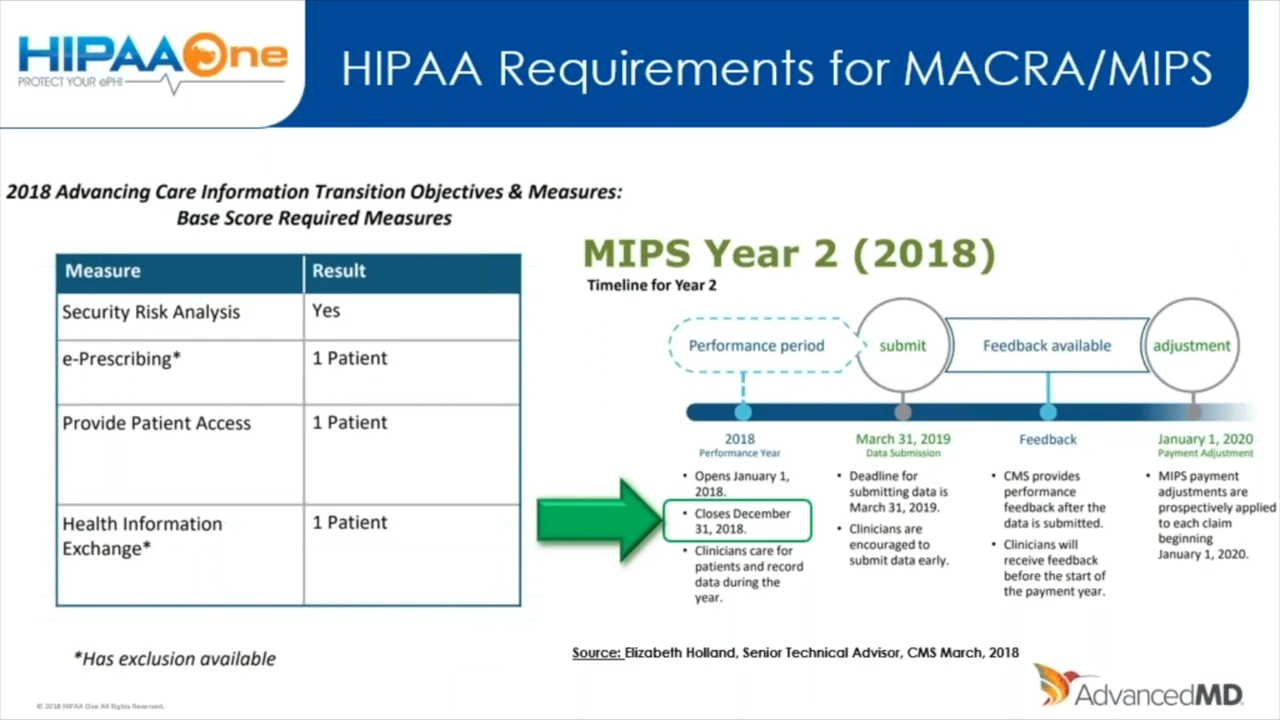 HIPAA One
PROTECT YOUR ePHI
HIPAA Requirements for MACRA/MIPS
2018 Advancing Care Information Transition Objectives & Measures:
Base Score Required Measures
Measure Result
Security Risk Analysis Yes
e-Prescribing* 1 Patient
Provide Patient Access 1 Patient
Health Information 1 Patient
Exchange*
*Has exclusion available
MIPS Year 2 (2018)
Timeline for Year 2
Performance period
submit
Feedback available
adjustment
2018
Performance Year
• Opens January 1,
2018.
• Closes December
31, 2018.
• Clinicians care for
patients and record
data during the
year.
March 31, 2019
Data Submission
• Deadline for
submitting data is
March 31, 2019.
• Clinicians are
encouraged to
submit data early.
Feedback
• CMS provides
performance
feedback after the
data is submitted.
• Clinicians will
receive feedback
before the start of
the payment year.
January 1, 2020
Payment Adjustment
• MIPS payment
adjustments are
prospectively applied
to each claim
beginning
January 1, 2020.
Source: Elizabeth Holland, Senior Technical Advisor, CMS March, 2018
© 2018 HIPAA One All Rights Reserved.
AdvancedMD